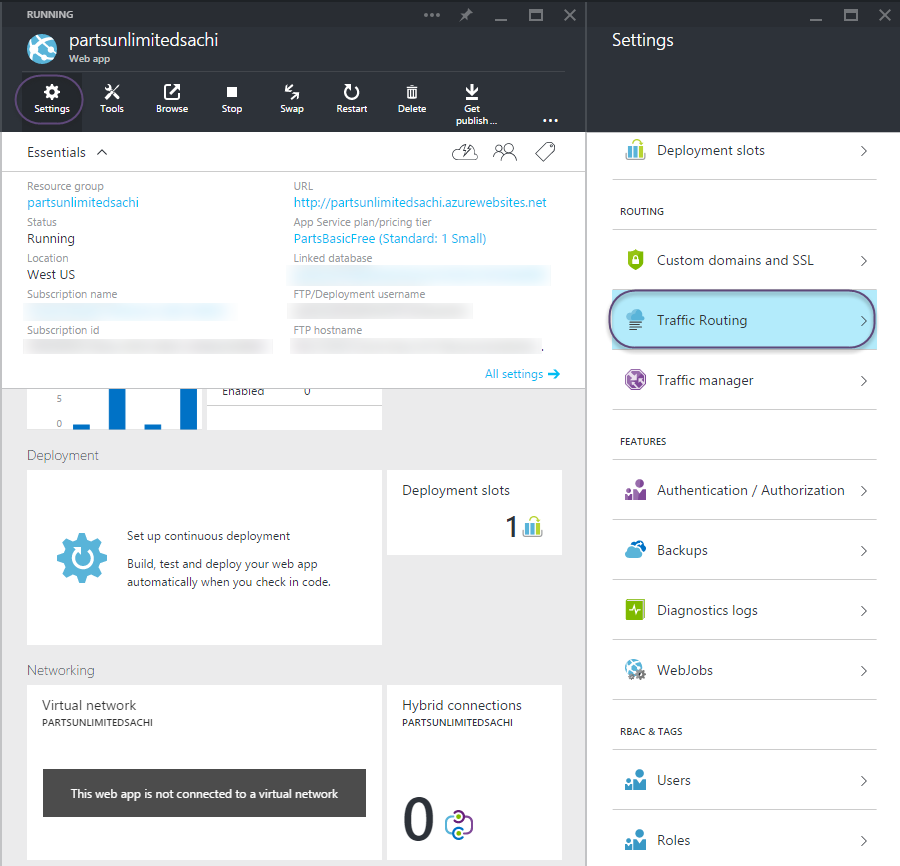 RUNNING
partsunlimitedsachi
Web app
Settings
Tools
Browse
Stop
Swap
Restart
Delete
Get
publish ...
Essentials
Resource group
partsunlimitedsachi
Status
Running
Location
West US
Subscription name
Subscription id
URL
http://partsunlimitedsachi.azurewebsites.net
App Service plan/pricing tier
PartsBasicFree (Standard: 1 Small)
Linked database
FTP/Deployment username
FTP hostname
All settings
5
0
Enabled 0
Deployment
Set up continuous deployment
Build, test and deploy your web app
automatically when you check in code.
Deployment slots
1
Networking
Virtual network
PARTSUNLIMITEDSACHI
This web app is not connected to a virtual network
Hybrid connections
PARTSUNLIMITEDSACHI
0
Settings
Deployment slots
ROUTING
Custom domains and SSL
Traffic Routing
Traffic manager
FEATURES
Authentication / Authorization
Backups
Diagnostics logs
WebJobs
RBAC & TAGS
Users
Roles